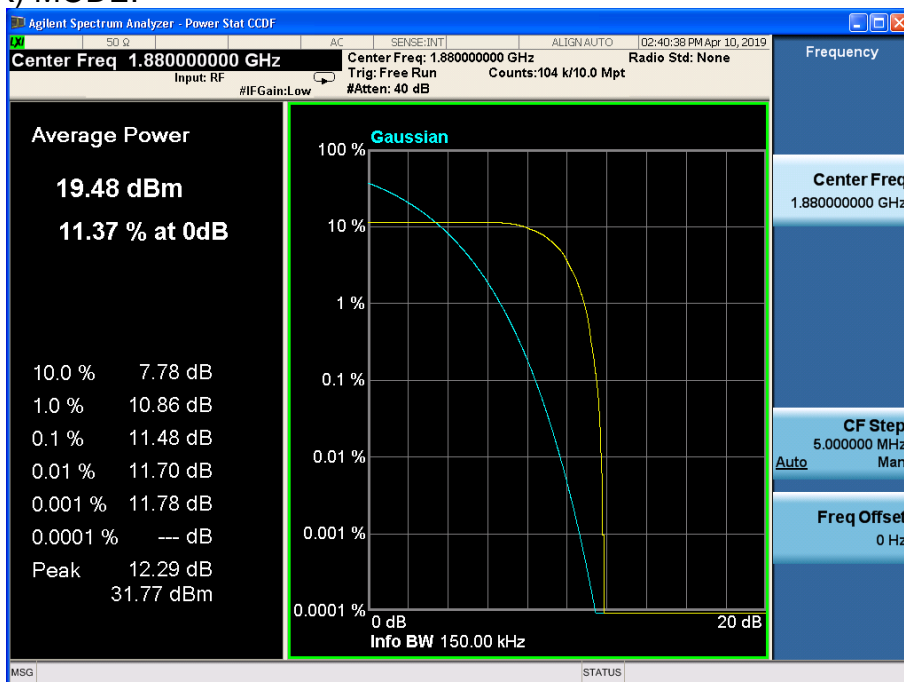 Agilent Spectrum Analyzer - Power Stat CCDF
LXI 50 Ω AC SENSE:INT ALIGN AUTO 02:40:38 PM Apr 10, 2019
Center Freq 1.880000000 GHz
Input: RF
#IFGain:Low
Center Freq: 1.880000000 GHz
Radio Std: None
Trig: Free Run Counts:104 k/10.0 Mpt
#Atten: 40 dB
Average Power
19.48 dBm
11.37 % at 0dB
10.0 % 7.78 dB
1.0 % 10.86 dB
0.1 % 11.48 dB
0.01 % 11.70 dB
0.001 % 11.78 dB
0.0001 % --- dB
Peak 12.29 dB
31.77 dBm
Gaussian
100 %
10 %
1 %
0.1 %
0.01 %
0.001 %
0.0001 %
0 dB 20 dB
Info BW 150.00 kHz
Frequency
Center Freq
1.880000000 GHz
CF Step
5.000000 MHz
Auto Man
Freq Offset
0 Hz
MSG STATUS